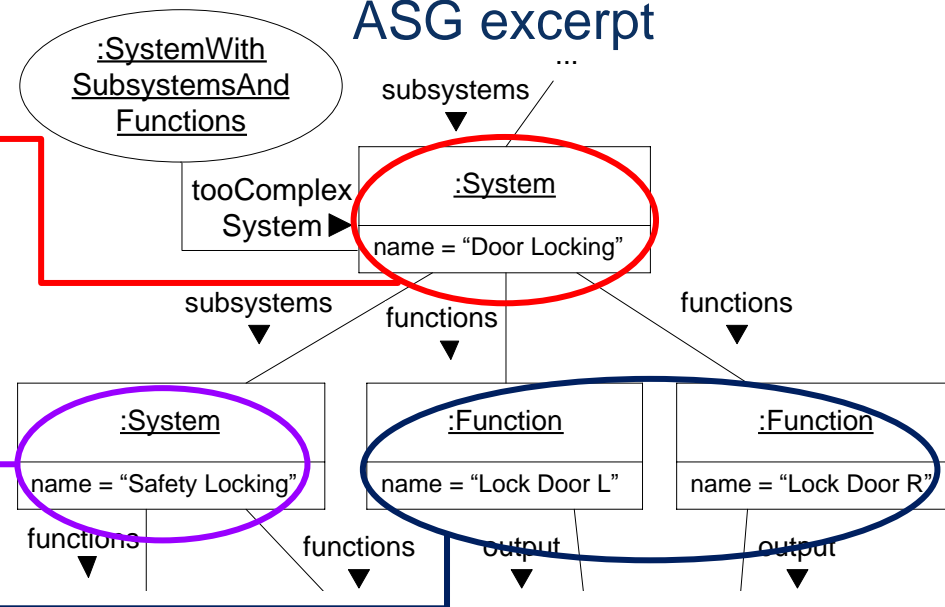 ASG excerpt
:SystemWith
SubsystemsAnd
Functions
...
subsystems
tooComplex
System
:System
name = “Door Locking”
subsystems
functions
functions
:System
name = “Safety Locking”
:Function
name = “Lock Door L”
:Function
name = “Lock Door R”
functions
functions
output
output